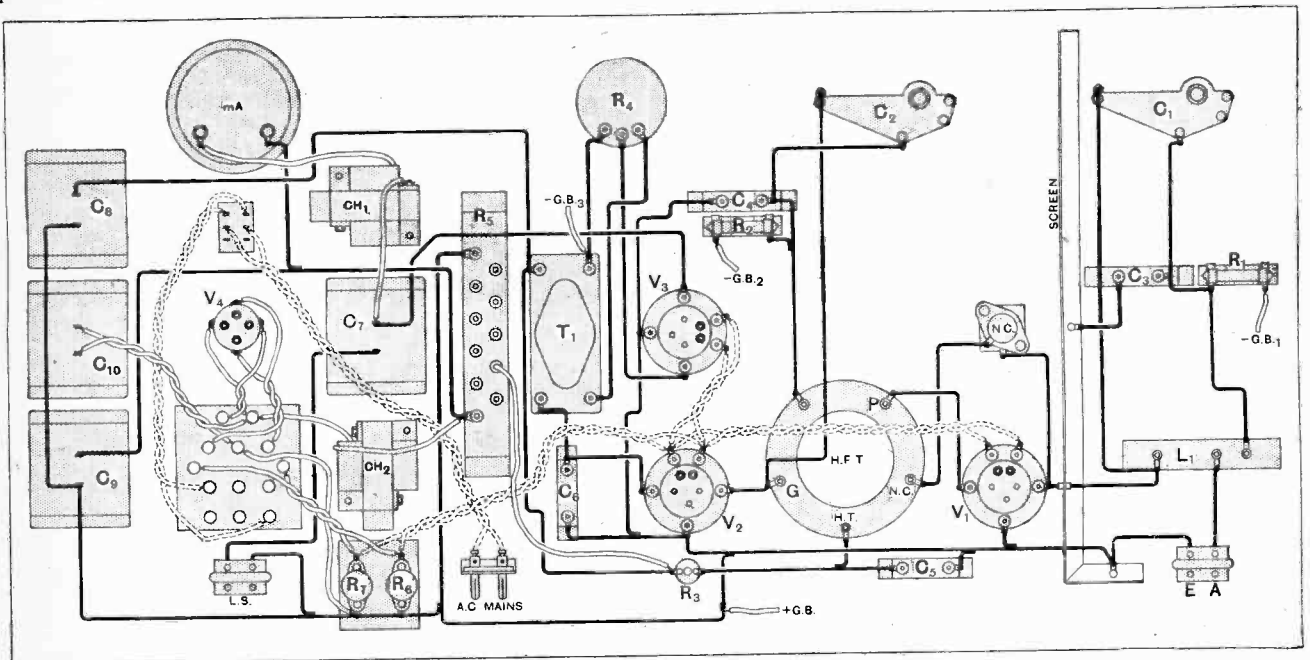 mA
R4
C2
C1
SCREEN
C8
CH1.
R5
-G.B.3
C4
R2
-G.B.2
C3
R1
-G.B.1
V4
C7
V3
T1
N.C.
C10
P
H.F.T
L1
C9
CH2
C6
G
N.C.
V2
H.T.
V1
R7
R6
L.S.
A.C MAINS
R3
C5
E A
+G.B.